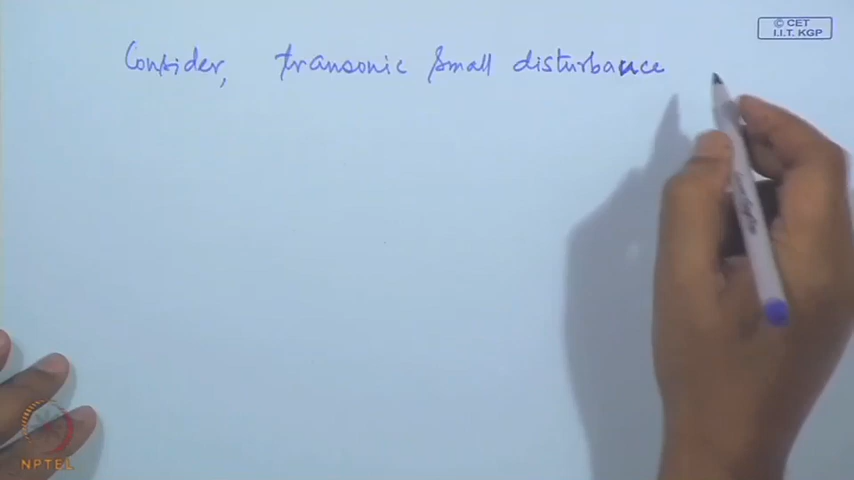 © CET
I.I.T. KGP
Consider, transonic small disturbance
NPTEL